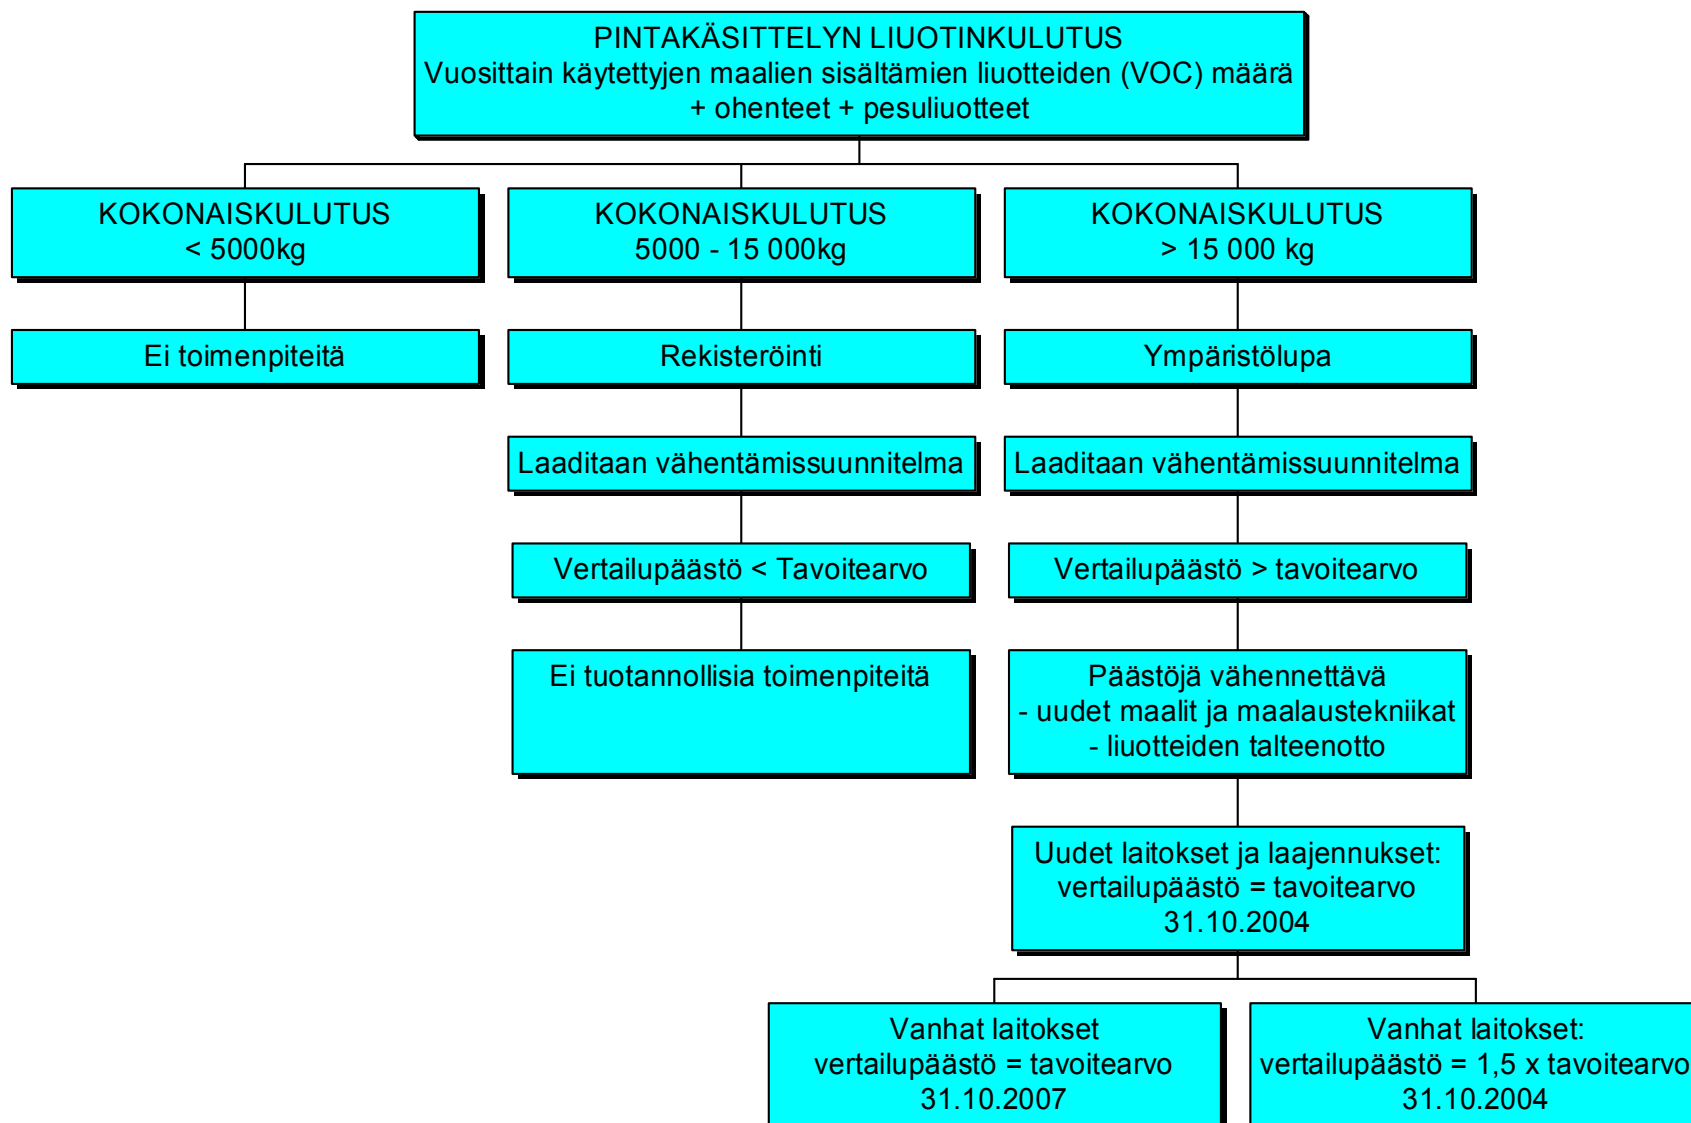 PINTAKÄSITTELYN LIUOTINKULUTUS
Vuosittain käytettyjen maalien sisältämien liuotteiden (VOC) määrä
+ ohenteet + pesuliuotteet
KOKONAISKULUTUS
< 5000kg
KOKONAISKULUTUS
5000 - 15 000kg
KOKONAISKULUTUS
> 15 000 kg
Ei toimenpiteitä
Rekisteröinti
Ympäristölupa
Laaditaan vähentämissuunnitelma
Laaditaan vähentämissuunnitelma
Vertailupäästö < Tavoitearvo
Vertailupäästö > tavoitearvo
Ei tuotannollisia toimenpiteitä
Päästöjä vähennettävä
- uudet maalit ja maalaustekniikat
- liuotteiden talteenotto
Uudet laitokset ja laajennukset:
vertailupäästö = tavoitearvo
31.10.2004
Vanhat laitokset
vertailupäästö = tavoitearvo
31.10.2007
Vanhat laitokset:
vertailupäästö = 1,5 x tavoitearvo
31.10.2004